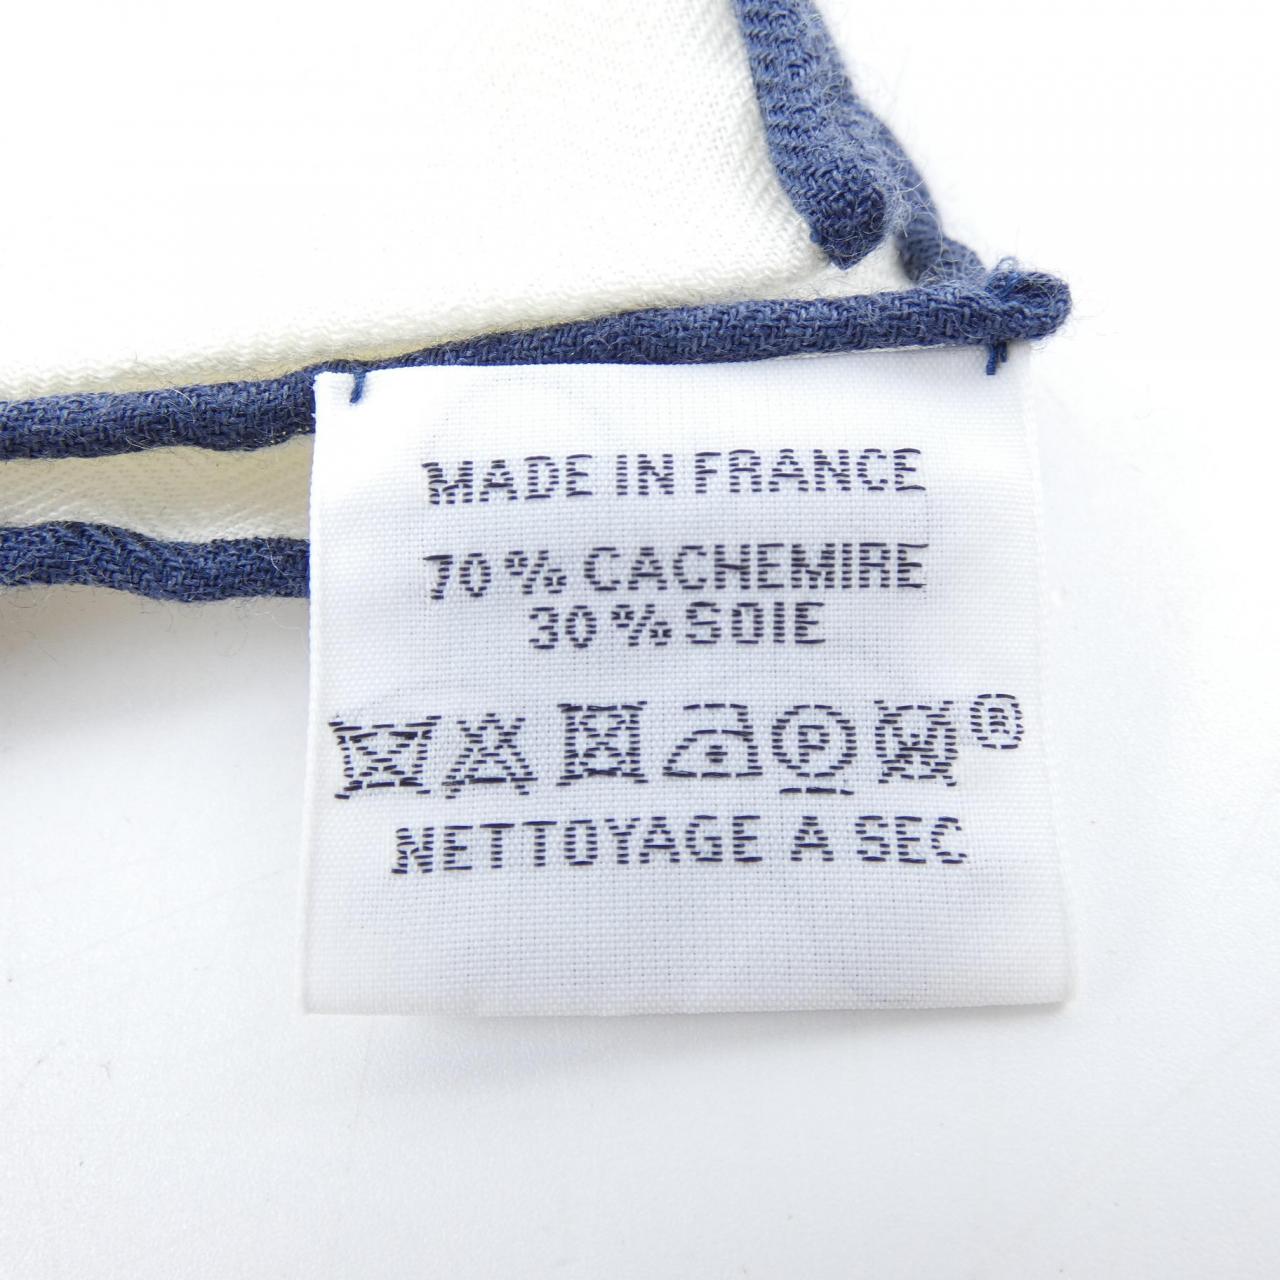 MADE IN FRANCE
70% CACHEMIRE
30% SOIE
P W ®
NETTOYAGE A SEC